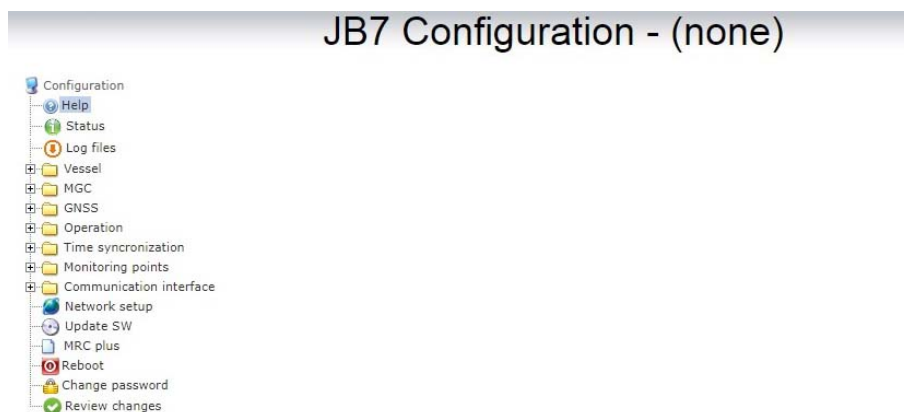 JB7 Configuration - (none)
Configuration
Help
Status
Log files
Vessel
MGC
GNSS
Operation
Time syncronization
Monitoring points
Communication interface
Network setup
Update SW
MRC plus
Reboot
Change password
Review changes